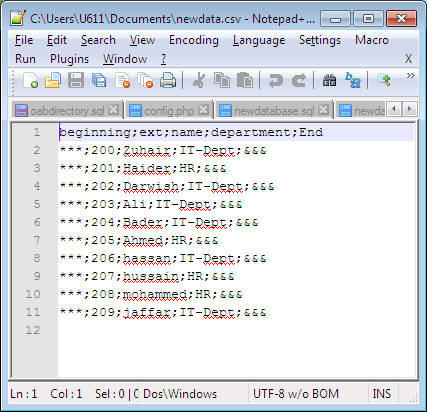 C:\Users\U611\Documents\newdata.csv - Notepad+...
File Edit Search View Encoding Language Settings Macro
Run Plugins Window ? X
oabdirectory.sql config.php newdatabase.sql newda
1 beginning;ext;name;department;End
2 ***;200;Zuhair;IT-Dept;&&&
3 ***;201;Haider;HR;&&&
4 ***;202;Darwish;IT-Dept;&&&
5 ***;203;Ali;IT-Dept;&&&
6 ***;204;Bader;IT-Dept;&&&
7 ***;205;Ahmed;HR;&&&
8 ***;206;hassan;IT-Dept;&&&
9 ***;207;hussain;HR;&&&
10 ***;208;mohammed;HR;&&&
11 ***;209;jaffar;IT-Dept;&&&
12
Ln : 1 Col : 1 Sel : 0 | 0 Dos\Windows UTF-8 w/o BOM INS